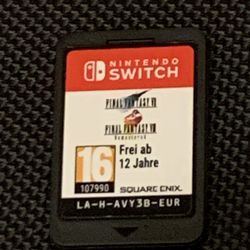 NINTENDO
SWITCH
FINAL FANTASY VII
FINAL FANTASY VIII
Remastered
16
Frei ab
12 Jahre
107990
SQUARE ENIX
LA-H-AVY3B-EUR